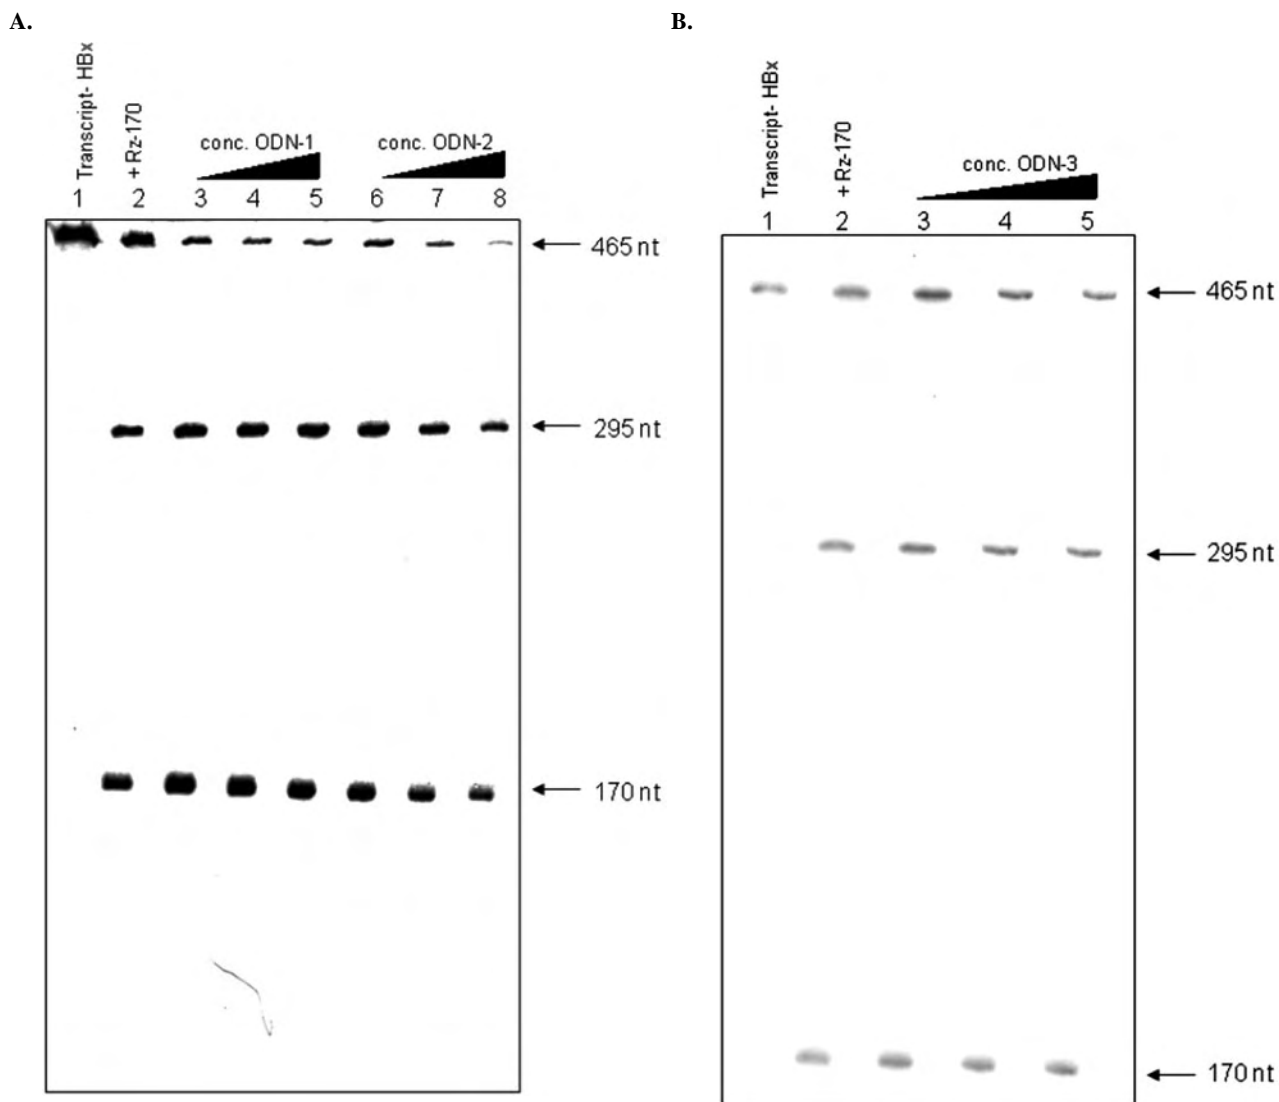 A.
Transcript- HBx
+ Rz-170
conc. ODN-1
conc. ODN-2
1 2 3 4 5 6 7 8
465 nt
295 nt
170 nt
B.
Transcript- HBx
+ Rz-170
conc. ODN-3
1 2 3 4 5
465 nt
295 nt
170 nt